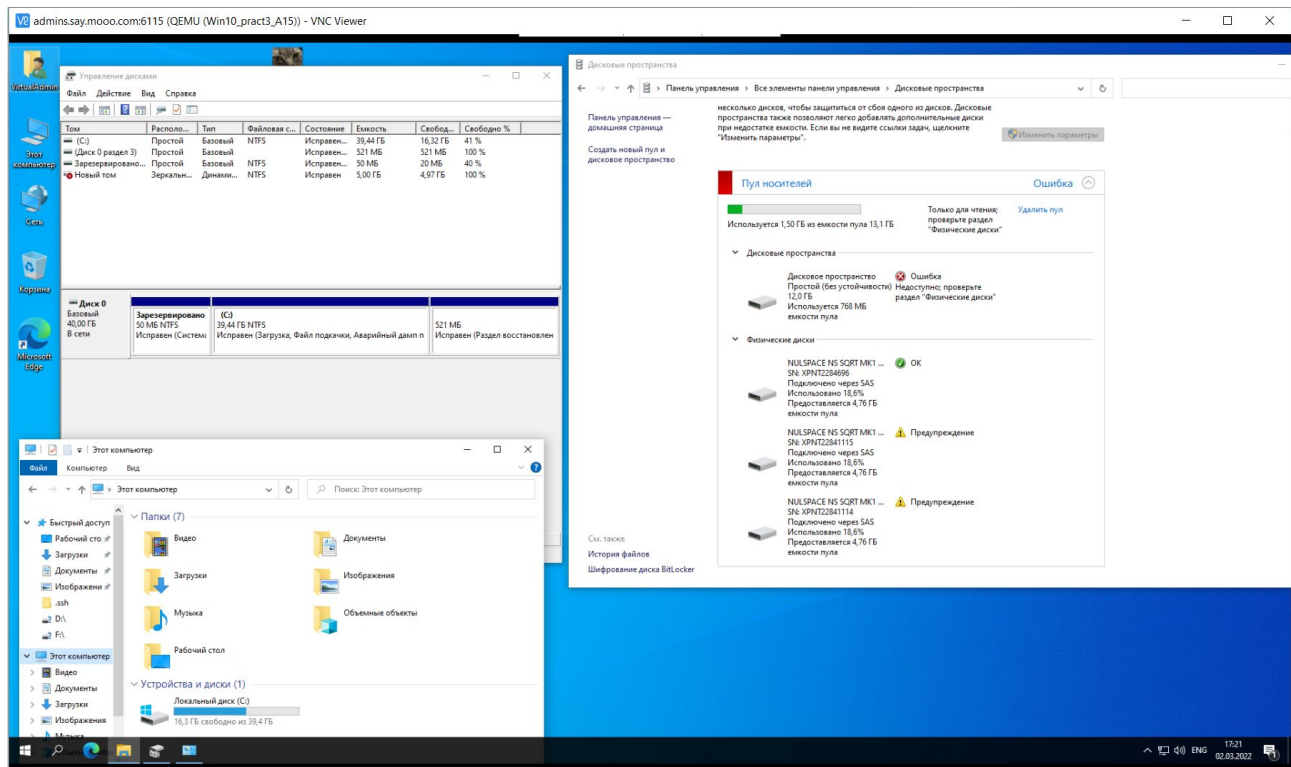 admins.say.mooo.com:6115 (QEMU (Win10_pract3_A15)) - VNC Viewer
VirtualAdmin
Этот
компьютер
Сеть
Корзина
Microsoft
Edge
Управление дисками
Файл Действие Вид Справка
Том Располо... Тип Файловая с... Состояние Емкость Свобод... Свободно %
(C:) Простой Базовый NTFS Исправен... 39,44 ГБ 16,32 ГБ 41 %
(Диск 0 раздел 3) Простой Базовый Исправен... 521 МБ 521 МБ 100 %
Зарезервировано... Простой Базовый NTFS Исправен... 50 МБ 20 МБ 40 %
Новый том Зеркальн... Динами... NTFS Исправен 5,00 ГБ 4,97 ГБ 100 %
Диск 0
Базовый
40,00 ГБ
В сети
Зарезервировано
50 МБ NTFS
Исправен (Система
(C:)
39,44 ГБ NTFS
Исправен (Загрузка, Файл подкачки, Аварийный дамп п
521 МБ
Исправен (Раздел восстановлен
Этот компьютер
Файл Компьютер Вид
Этот компьютер
Поиск: Этот компьютер
Быстрый доступ
Рабочий сто
Загрузки
Документы
Изображени
.ssh
D:\
F:\
Этот компьютер
Видео
Документы
Загрузки
Изображения
Музыка
Папки (7)
Видео
Документы
Загрузки
Изображения
Музыка
Объемные объекты
Рабочий стол
Устройства и диски (1)
Локальный диск (C:)
16,3 ГБ свободно из 39,4 ГБ
Дисковые пространства
Панель управления › Все элементы панели управления › Дисковые пространства
Панель управления —
домашняя страница
Создать новый пул и
дисковое пространство
несколько дисков, чтобы защититься от сбоя одного из дисков. Дисковые
пространства также позволяют легко добавлять дополнительные диски
при недостатке емкости. Если вы не видите ссылки задач, щелкните
"Изменить параметры".
Изменить параметры
Пул носителей
Ошибка
Используется 1,50 ГБ из емкости пула 13,1 ГБ
Только для чтения;
проверьте раздел
"Физические диски"
Удалить пул
Дисковые пространства
Дисковое пространство
Простой (без устойчивости)
12,0 ГБ
Используется 768 МБ
емкости пула
Ошибка
Недоступно; проверьте
раздел "Физические диски"
Физические диски
NULSPACE NS SQRT MK1 ...
SN: XPNT2284696
Подключено через SAS
Использовано 18,6%
Предоставляется 4,76 ГБ
емкости пула
OK
NULSPACE NS SQRT MK1 ...
SN: XPNT22841115
Подключено через SAS
Использовано 18,6%
Предоставляется 4,76 ГБ
емкости пула
Предупреждение
NULSPACE NS SQRT MK1 ...
SN: XPNT22841114
Подключено через SAS
Использовано 18,6%
Предоставляется 4,76 ГБ
емкости пула
Предупреждение
См. также
История файлов
Шифрование диска BitLocker
ENG
17:21
02.03.2022